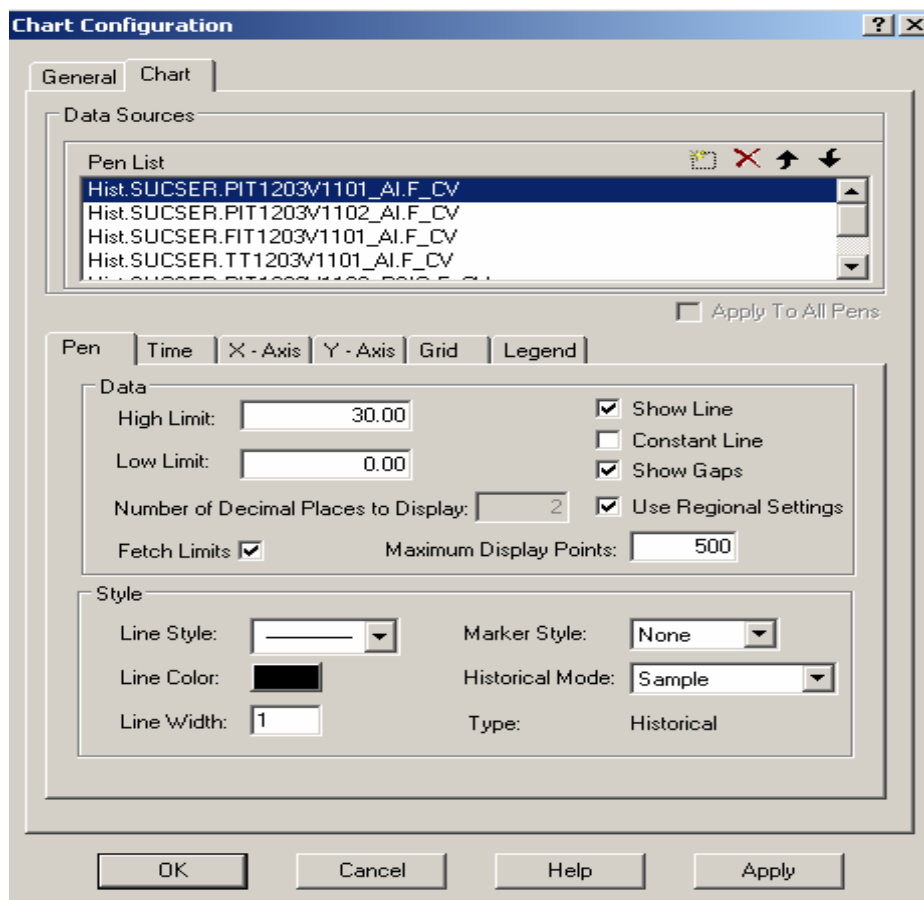 Chart Configuration
General Chart
Data Sources
Pen List
Hist.SUCSER.PIT1203V1101_AI.F_CV
Hist.SUCSER.PIT1203V1102_AI.F_CV
Hist.SUCSER.FIT1203V1101_AI.F_CV
Hist.SUCSER.TT1203V1101_AI.F_CV
Apply To All Pens
Pen Time X - Axis Y - Axis Grid Legend
Data
High Limit: 30.00 Show Line
Constant Line
Low Limit: 0.00 Show Gaps
Number of Decimal Places to Display: 2 Use Regional Settings
Fetch Limits Maximum Display Points: 500
Style
Line Style: Marker Style: None
Line Color: Historical Mode: Sample
Line Width: 1 Type: Historical
OK Cancel Help Apply